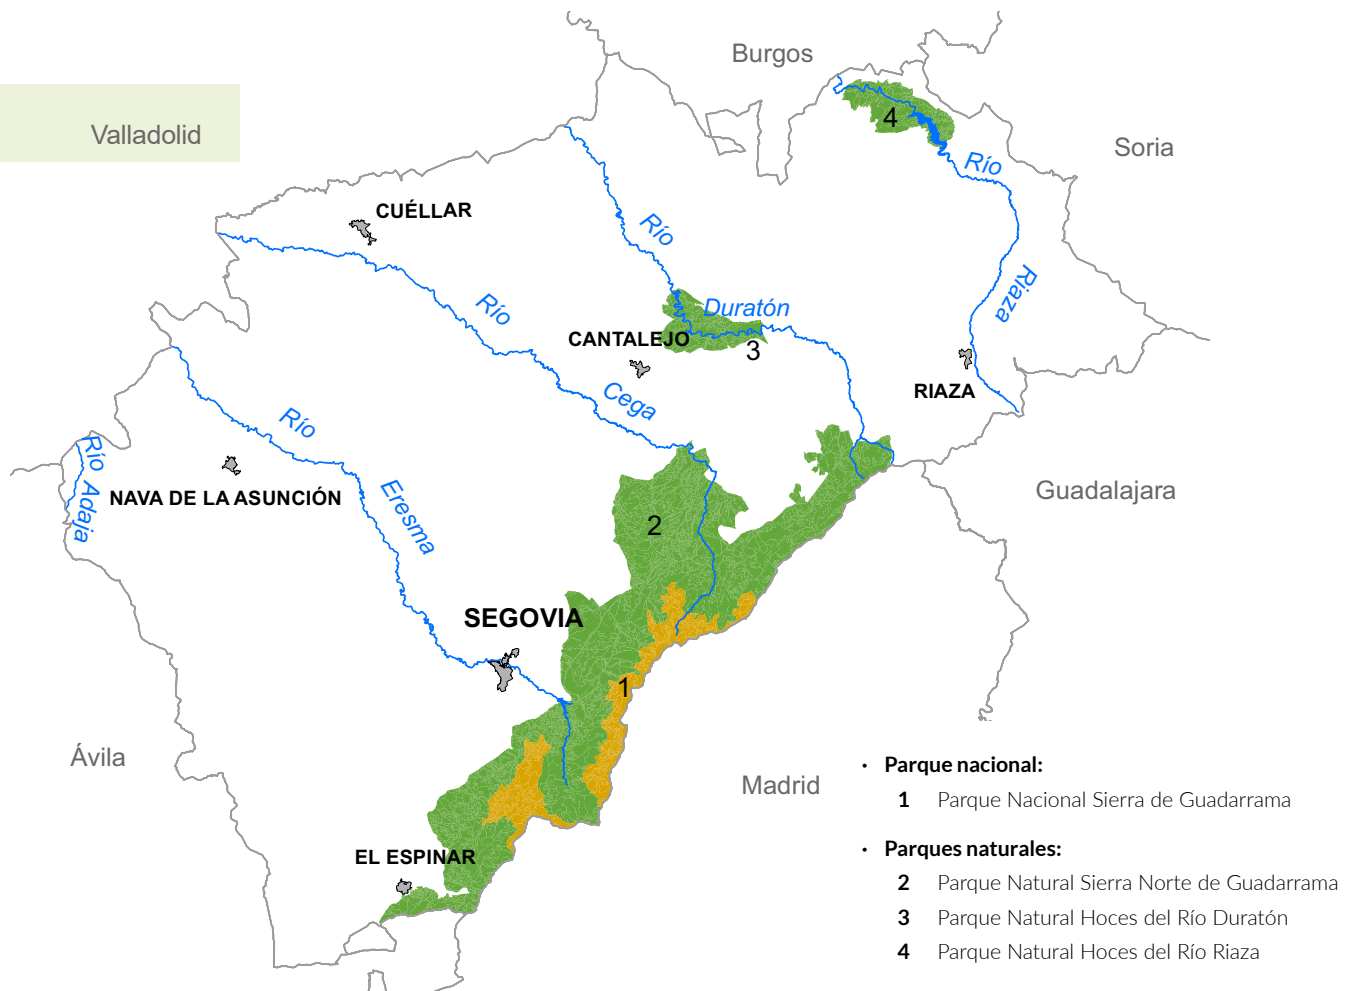 Burgos
Valladolid
4
Soria
Río
CUÉLLAR
Río
Riaza
Río
Duratón
CANTALEJO
3
RIAZA
Cega
Río
Río Adaja
NAVA DE LA ASUNCIÓN
Eresma
Guadalajara
2
SEGOVIA
1
Ávila
Madrid
EL ESPINAR
· Parque nacional:
1 Parque Nacional Sierra de Guadarrama
· Parques naturales:
2 Parque Natural Sierra Norte de Guadarrama
3 Parque Natural Hoces del Río Duratón
4 Parque Natural Hoces del Río Riaza